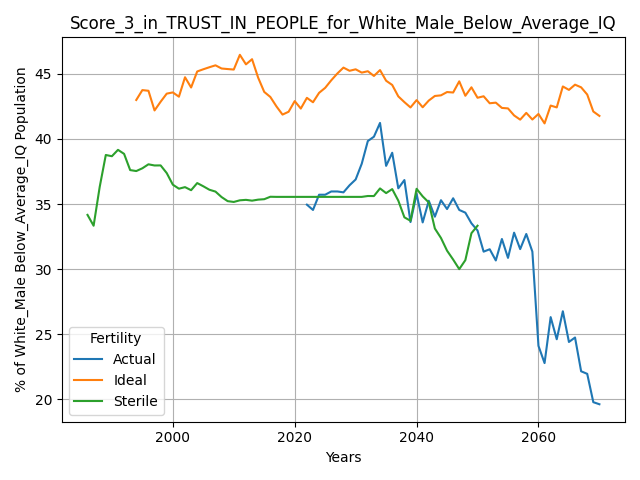 Score_3_in_TRUST_IN_PEOPLE_for_White_Male_Below_Average_IQ
% of White_Male Below_Average_IQ Population
45
40
35
30
25
20
Fertility
Actual
Ideal
Sterile
2000
2020
2040
2060
Years